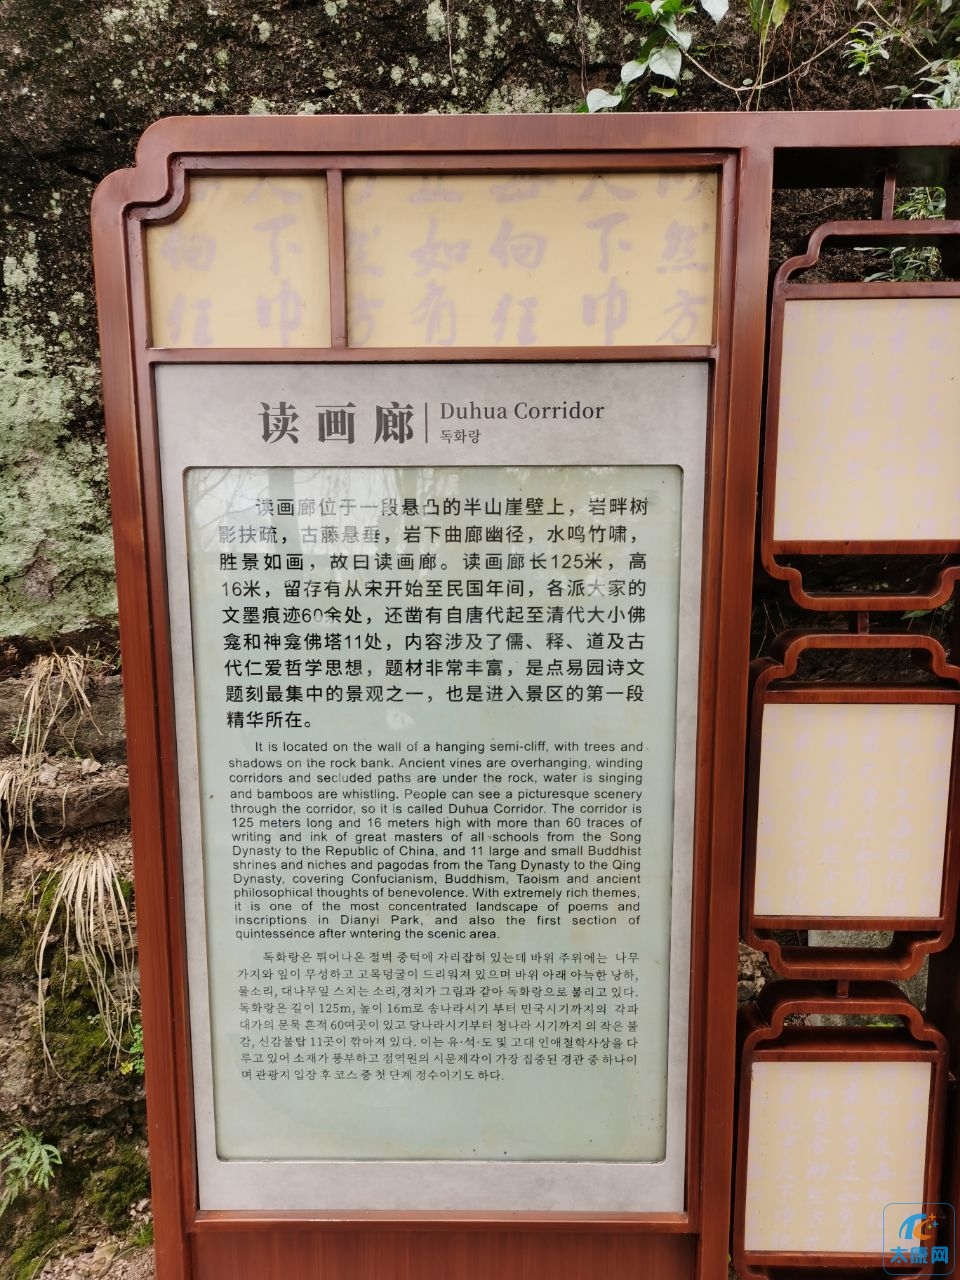 读画廊
Duhua Corridor
독화랑
读画廊位于一段悬凸的半山崖壁上，岩畔树
影扶疏，古藤悬垂，岩下曲廊幽径，水鸣竹啸，
胜景如画，故曰读画廊。读画廊长125米，高
16米，留存有从宋开始至民国年间，各派大家的
文墨痕迹60余处，还凿有自唐代起至清代大小佛
龛和神龛佛塔11处，内容涉及了儒、释、道及古
代仁爱哲学思想，题材非常丰富，是点易园诗文
题刻最集中的景观之一，也是进入景区的第一段
精华所在。
It is located on the wall of a hanging semi-cliff, with trees and
shadows on the rock bank. Ancient vines are overhanging, winding
corridors and secluded paths are under the rock, water is singing
and bamboos are whistling. People can see a picturesque scenery
through the corridor, so it is called Duhua Corridor. The corridor is
125 meters long and 16 meters high with more than 60 traces of
writing and ink of great masters of all schools from the Song
Dynasty to the Republic of China, and 11 large and small Buddhist
shrines and niches and pagodas from the Tang Dynasty to the Qing
Dynasty, covering Confucianism, Buddhism, Taoism and ancient
philosophical thoughts of benevolence. With extremely rich themes,
it is one of the most concentrated landscape of poems and
inscriptions in Dianyi Park, and also the first section of
quintessence after wntering the scenic area.
독화랑은 튀어나온 절벽 중턱에 자리잡혀 있는데 바위 주위에는 나무
가지와 잎이 무성하고 고목덩굴이 드리워져 있으며 바위 아래 아늑한 낭하,
물소리, 대나무잎 스치는 소리,경치가 그림과 같아 독화랑으로 불리고 있다.
독화랑은 길이 125m, 높이 16m로 송나라시기 부터 민국시기까지의 각파
대가의 문묵 흔적 60여곳이 있고 당나라시기부터 청나라 시기까지 의 작은 불
감, 신감불탑 11곳이 깎아져 있다. 이는 유·석·도 및 고대 인애철학사상을 다
루고 있어 소재가 풍부하고 점역원의 시문제각이 가장 집중된 경관 중 하나이
며 관광지 입장 후 코스 중 첫 단계 정수이기도 하다.
太康网